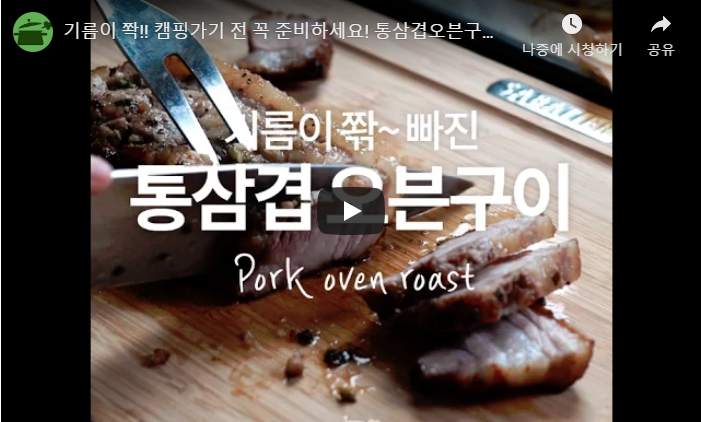 기름이 쫙!! 캠핑가기 전 꼭 준비하세요! 통삼겹오븐구...
나중에 시청하기
공유
SABATIER
기름이 쫚~ 빠진
통삼겹 오븐구이
Pork oven roast